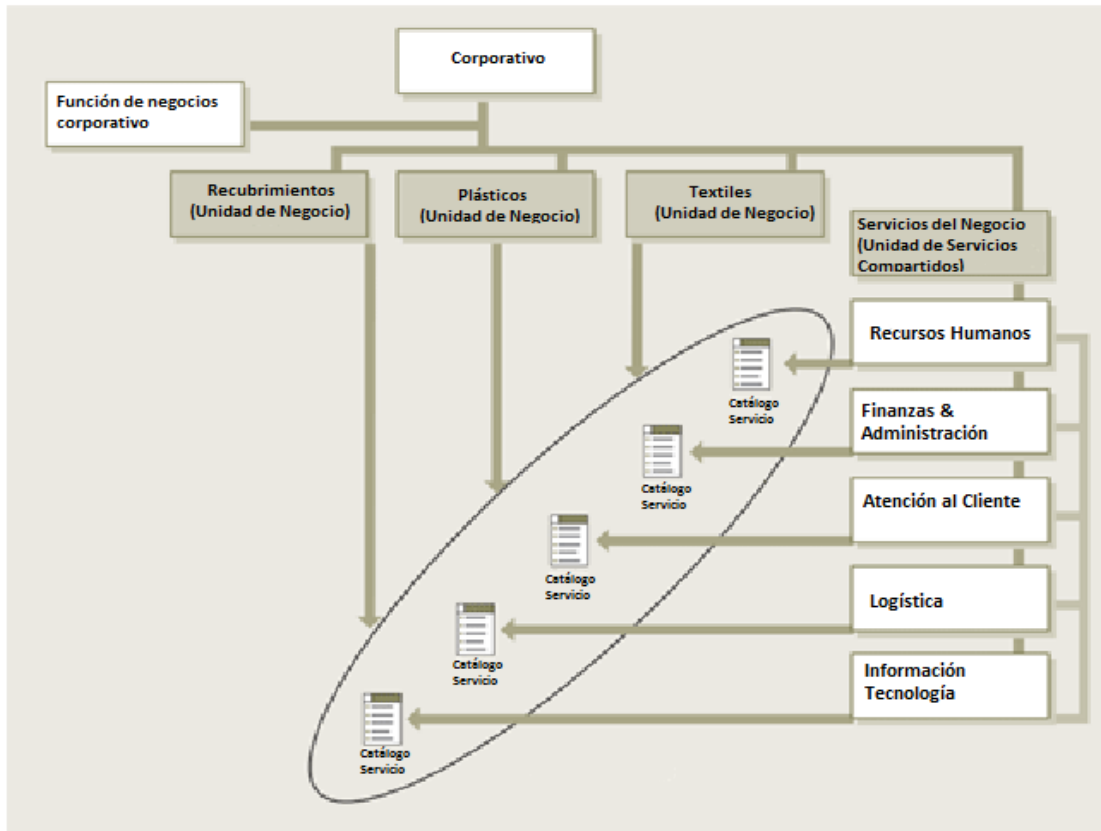 Corporativo
Función de negocios
corporativo
Recubrimientos
(Unidad de Negocio)
Plásticos
(Unidad de Negocio)
Textiles
(Unidad de Negocio)
Servicios del Negocio
(Unidad de Servicios
Compartidos)
Recursos Humanos
Catálogo
Servicio
Finanzas &
Administración
Catálogo
Servicio
Atención al Cliente
Catálogo
Servicio
Logística
Catálogo
Servicio
Información
Tecnología
Catálogo
Servicio